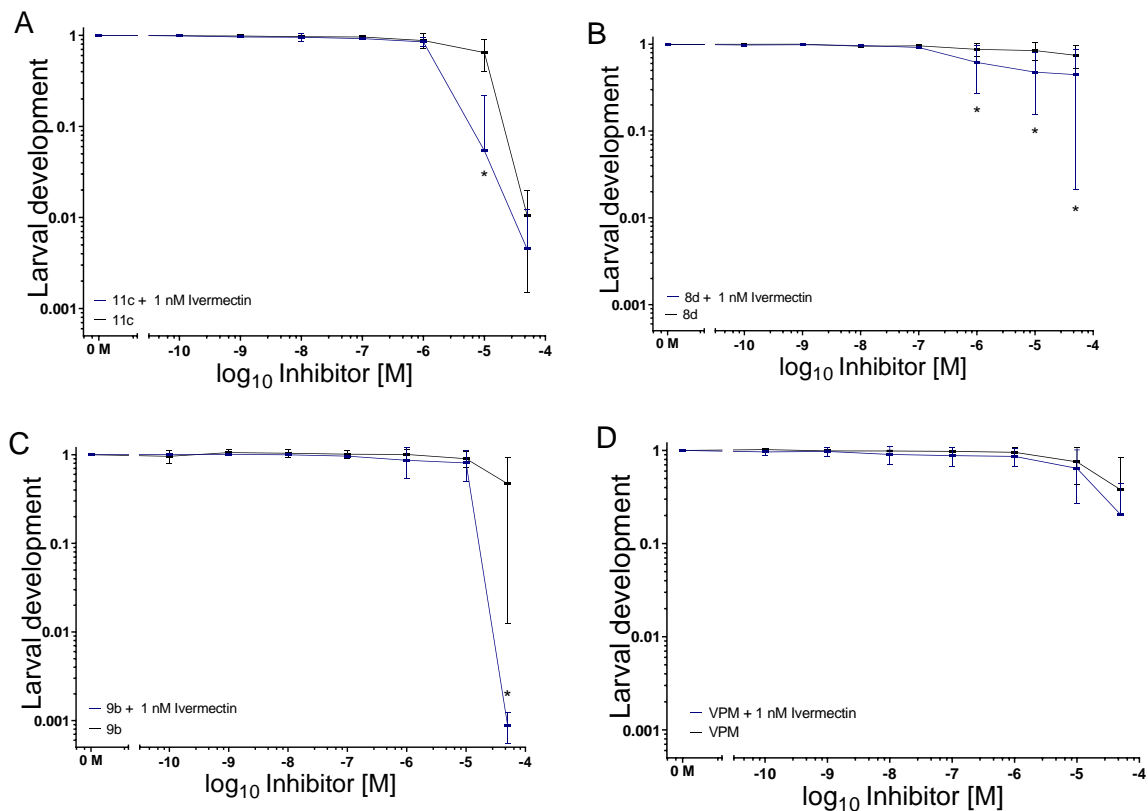 A
Larval development
1
0.1
0.01
0.001
*
11c + 1 nM Ivermectin
11c
0 M -10 -9 -8 -7 -6 -5 -4
log10 Inhibitor [M]
B
Larval development
1
0.1
0.01
0.001
* * *
8d + 1 nM Ivermectin
8d
0 M -10 -9 -8 -7 -6 -5 -4
log10 Inhibitor [M]
C
Larval development
1
0.1
0.01
0.001
*
9b + 1 nM Ivermectin
9b
0 M -10 -9 -8 -7 -6 -5 -4
log10 Inhibitor [M]
D
Larval development
1
0.1
0.01
0.001
VPM + 1 nM Ivermectin
VPM
0 M -10 -9 -8 -7 -6 -5 -4
log10 Inhibitor [M]